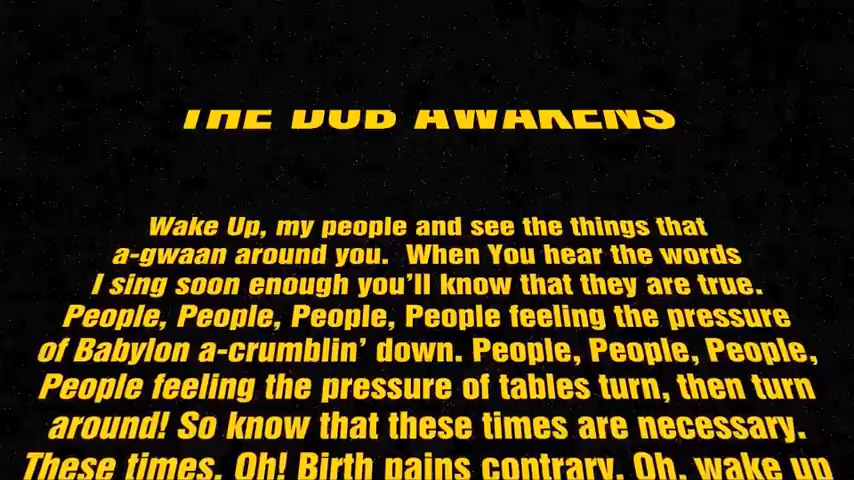 THE DUB AWAKENS
Wake Up, my people and see the things that
a-gwaan around you. When You hear the words
I sing soon enough you'll know that they are true.
People, People, People, People feeling the pressure
of Babylon a-crumblin' down. People, People, People,
People feeling the pressure of tables turn, then turn
around! So know that these times are necessary.
These times. Oh! Birth pains contrary. Oh, wake up